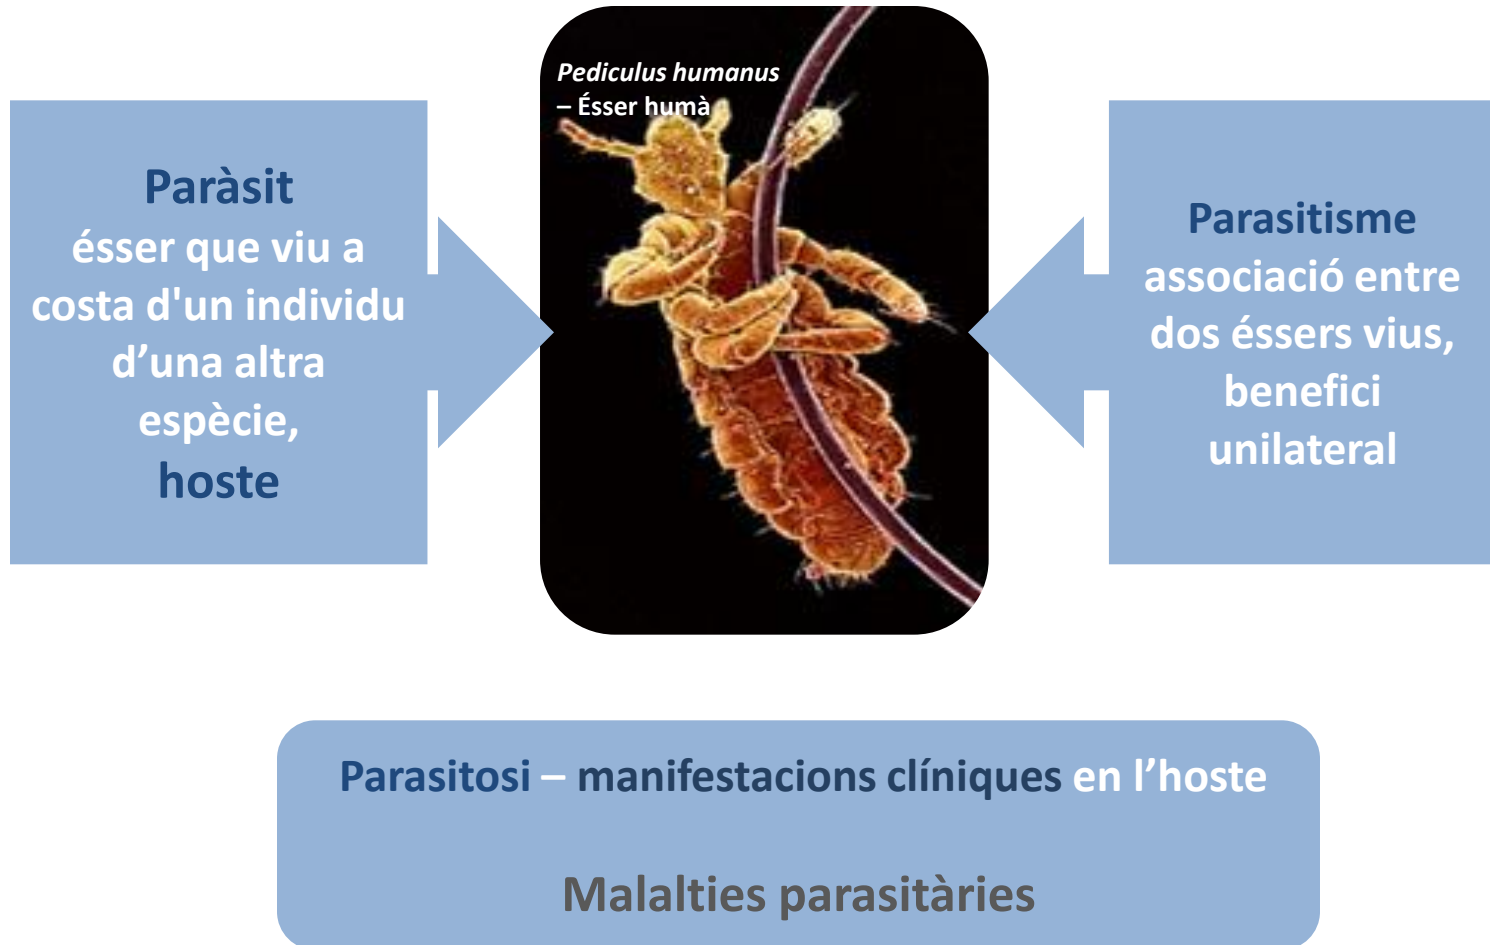 Pediculus humanus
– Ésser humà
Paràsit
ésser que viu a
costa d'un individu
d’una altra
espècie,
hoste
Parasitisme
associació entre
dos éssers vius,
benefici
unilateral
Parasitosi – manifestacions clíniques en l’hoste
Malalties parasitàries